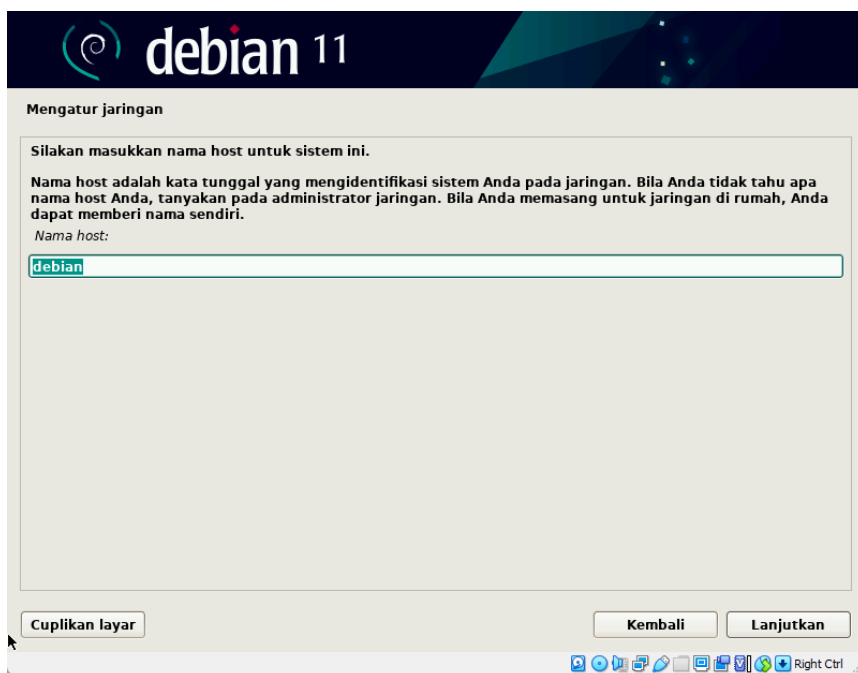 debian 11
Mengatur jaringan
Silakan masukkan nama host untuk sistem ini.
Nama host adalah kata tunggal yang mengidentifikasi sistem Anda pada jaringan. Bila Anda tidak tahu apa
nama host Anda, tanyakan pada administrator jaringan. Bila Anda memasang untuk jaringan di rumah, Anda
dapat memberi nama sendiri.
Nama host:
debian
Cuplikan layar
Kembali
Lanjutkan
Right Ctrl